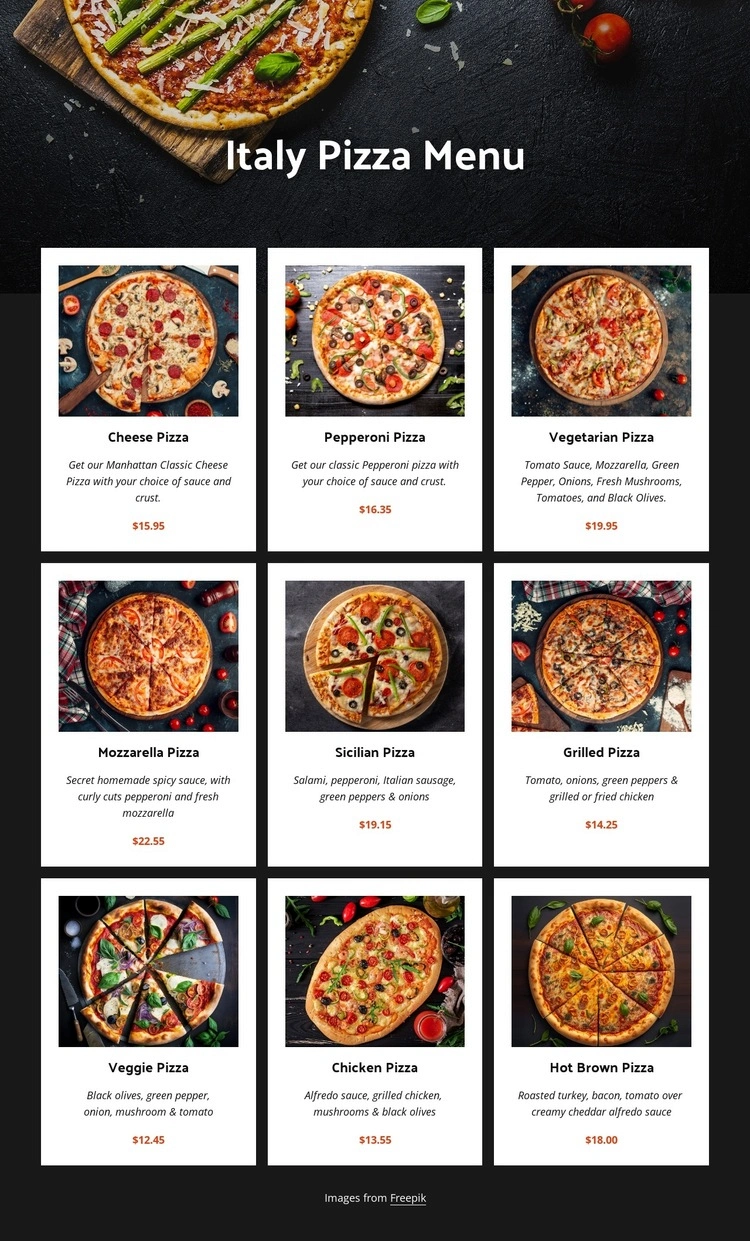 Italy Pizza Menu
Cheese Pizza
Get our Manhattan Classic Cheese
Pizza with your choice of sauce and
crust.
$15.95
Pepperoni Pizza
Get our classic Pepperoni pizza with
your choice of sauce and crust.
$16.35
Vegetarian Pizza
Tomato Sauce, Mozzarella, Green
Pepper, Onions, Fresh Mushrooms,
Tomatoes, and Black Olives.
$19.95
Mozzarella Pizza
Secret homemade spicy sauce, with
curly cuts pepperoni and fresh
mozzarella
$22.55
Sicilian Pizza
Salami, pepperoni, Italian sausage,
green peppers & onions
$19.15
Grilled Pizza
Tomato, onions, green peppers &
grilled or fried chicken
$14.25
Veggie Pizza
Black olives, green pepper,
onion, mushroom & tomato
$12.45
Chicken Pizza
Alfredo sauce, grilled chicken,
mushrooms & black olives
$13.55
Hot Brown Pizza
Roasted turkey, bacon, tomato over
creamy cheddar alfredo sauce
$18.00
Images from Freepik